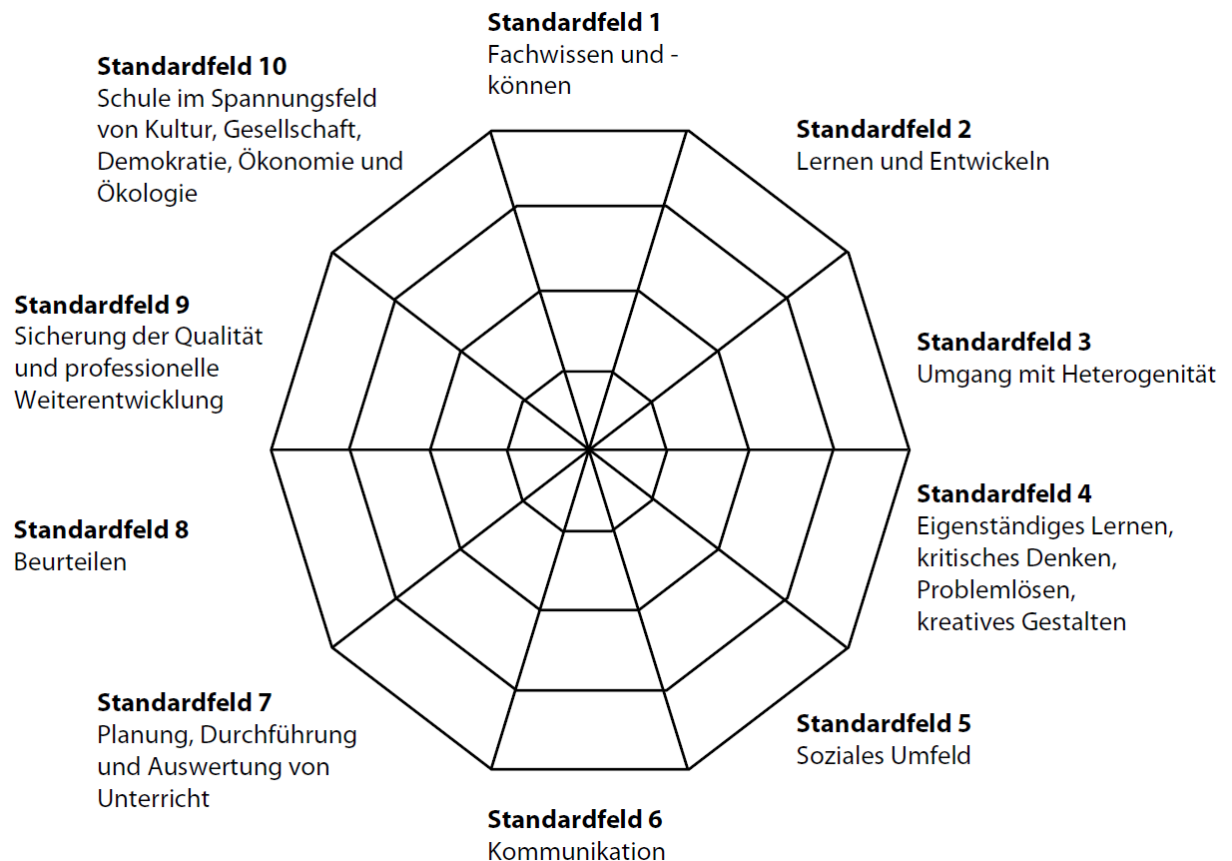 Standardfeld 1
Fachwissen und -
können
Standardfeld 2
Lernen und Entwickeln
Standardfeld 3
Umgang mit Heterogenität
Standardfeld 4
Eigenständiges Lernen,
kritisches Denken,
Problemlösen,
kreatives Gestalten
Standardfeld 5
Soziales Umfeld
Standardfeld 6
Kommunikation
Standardfeld 7
Planung, Durchführung
und Auswertung von
Unterricht
Standardfeld 8
Beurteilen
Standardfeld 9
Sicherung der Qualität
und professionelle
Weiterentwicklung
Standardfeld 10
Schule im Spannungsfeld
von Kultur, Gesellschaft,
Demokratie, Ökonomie und
Ökologie